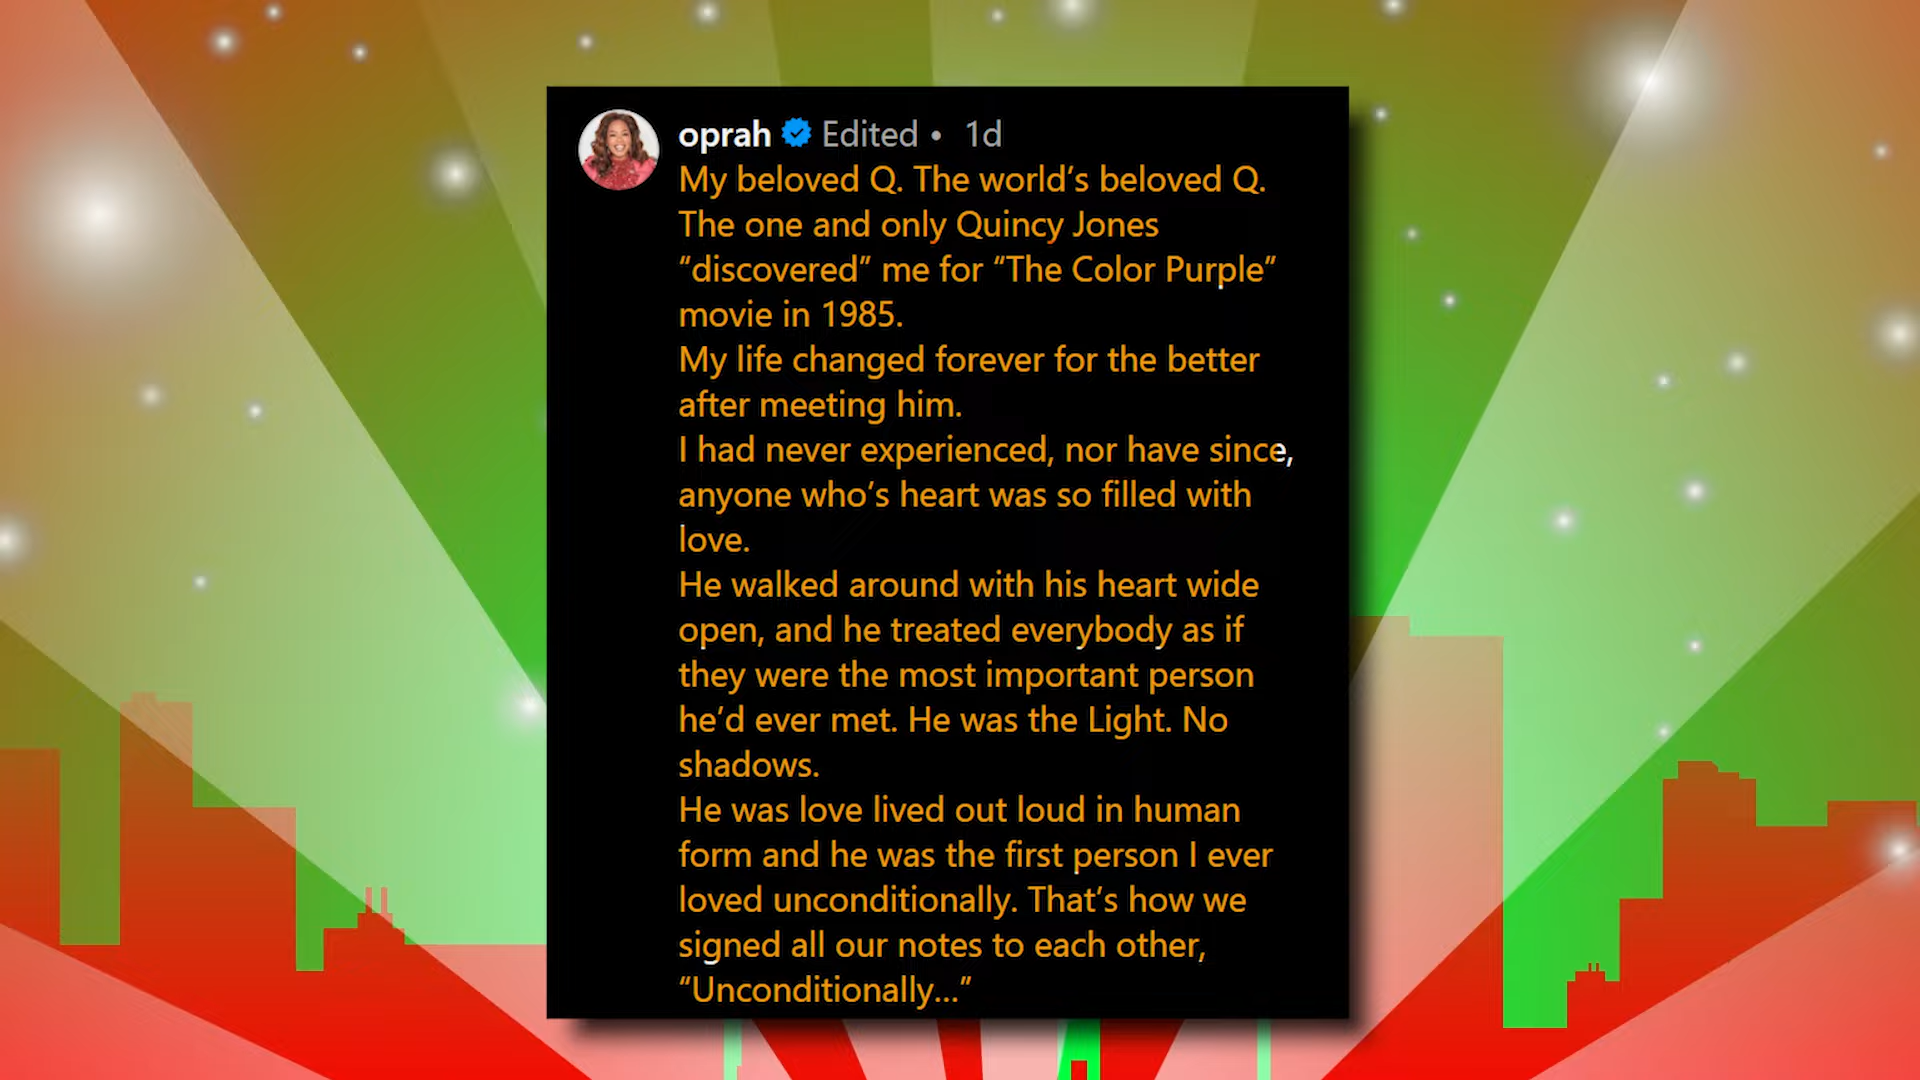 oprah Edited • 1d
My beloved Q. The world’s beloved Q.
The one and only Quincy Jones
“discovered” me for “The Color Purple”
movie in 1985.
My life changed forever for the better
after meeting him.
I had never experienced, nor have since,
anyone who’s heart was so filled with
love.
He walked around with his heart wide
open, and he treated everybody as if
they were the most important person
he’d ever met. He was the Light. No
shadows.
He was love lived out loud in human
form and he was the first person I ever
loved unconditionally. That’s how we
signed all our notes to each other,
“Unconditionally...”